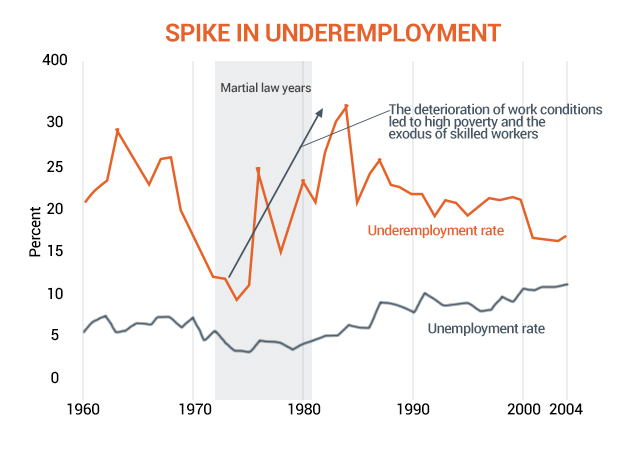 SPIKE IN UNDEREMPLOYMENT
400
Martial law years
The deterioration of work conditions
led to high poverty and the
exodus of skilled workers
30
25
20
15
10
5
0
Percent
Underemployment rate
Unemployment rate
1960 1970 1980 1990 2000 2004